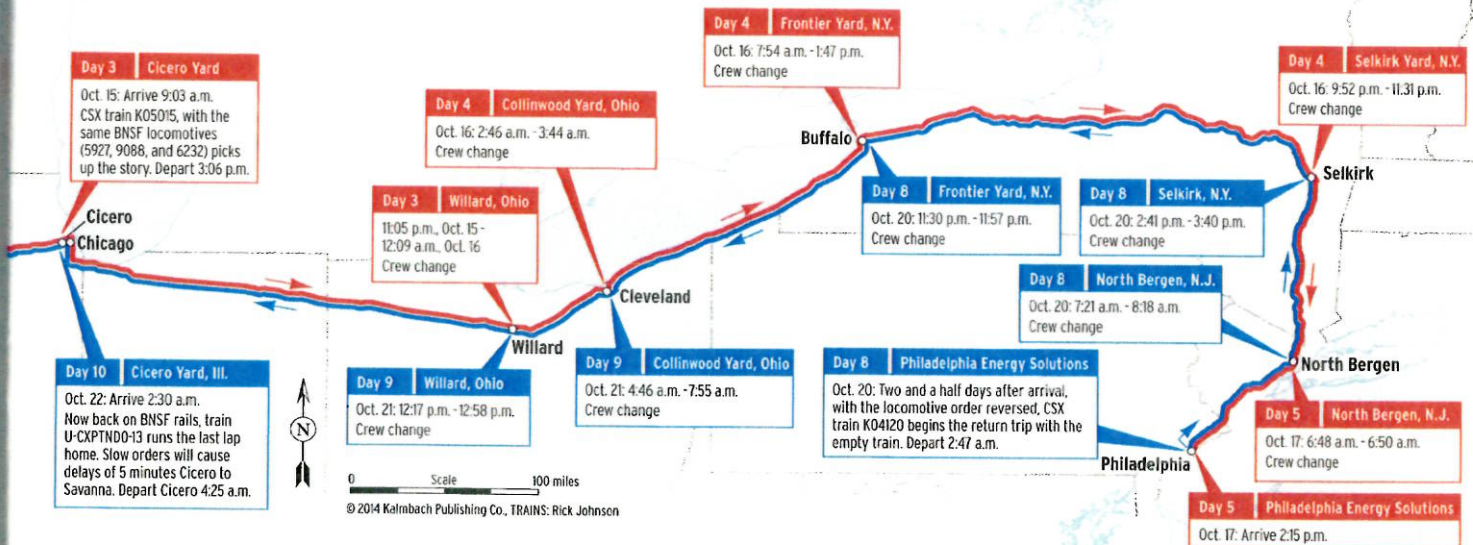 Day 4 Frontier Yard, N.Y.
Oct. 16: 7:54 a.m. - 1:47 p.m.
Crew change
Day 3 Cicero Yard
Oct. 15: Arrive 9:03 a.m.
CSX train K05015, with the
same BNSF locomotives
(5927, 9088, and 6232) picks
up the story. Depart 3:06 p.m.
Day 4 Collinwood Yard, Ohio
Oct. 16: 2:46 a.m. - 3:44 a.m.
Crew change
Day 4 Selkirk Yard, N.Y.
Oct. 16: 9:52 p.m. - 11:31 p.m.
Crew change
Day 3 Willard, Ohio
11:05 p.m., Oct. 15 -
12:09 a.m., Oct. 16
Crew change
Buffalo
Selkirk
Day 8 Frontier Yard, N.Y.
Oct. 20: 11:30 p.m. - 11:57 p.m.
Crew change
Day 8 Selkirk, N.Y.
Oct. 20: 2:41 p.m. - 3:40 p.m.
Crew change
Cicero
Chicago
Cleveland
Willard
Day 8 North Bergen, N.J.
Oct. 20: 7:21 a.m. - 8:18 a.m.
Crew change
North Bergen
Day 10 Cicero Yard, Ill.
Oct. 22: Arrive 2:30 a.m.
Now back on BNSF rails, train
U-CXPTND0-13 runs the last lap
home. Slow orders will cause
delays of 5 minutes Cicero to
Savanna. Depart Cicero 4:25 a.m.
N
Day 9 Willard, Ohio
Oct. 21: 12:17 p.m. - 12:58 p.m.
Crew change
Day 9 Collinwood Yard, Ohio
Oct. 21: 4:46 a.m. - 7:55 a.m.
Crew change
Day 8 Philadelphia Energy Solutions
Oct. 20: Two and a half days after arrival,
with the locomotive order reversed, CSX
train K04120 begins the return trip with the
empty train. Depart 2:47 a.m.
Philadelphia
Day 5 North Bergen, N.J.
Oct. 17: 6:48 a.m. - 6:50 a.m.
Crew change
Day 5 Philadelphia Energy Solutions
Oct. 17: Arrive 2:15 p.m.
0 Scale 100 miles
© 2014 Kalmbach Publishing Co., TRAINS: Rick Johnson